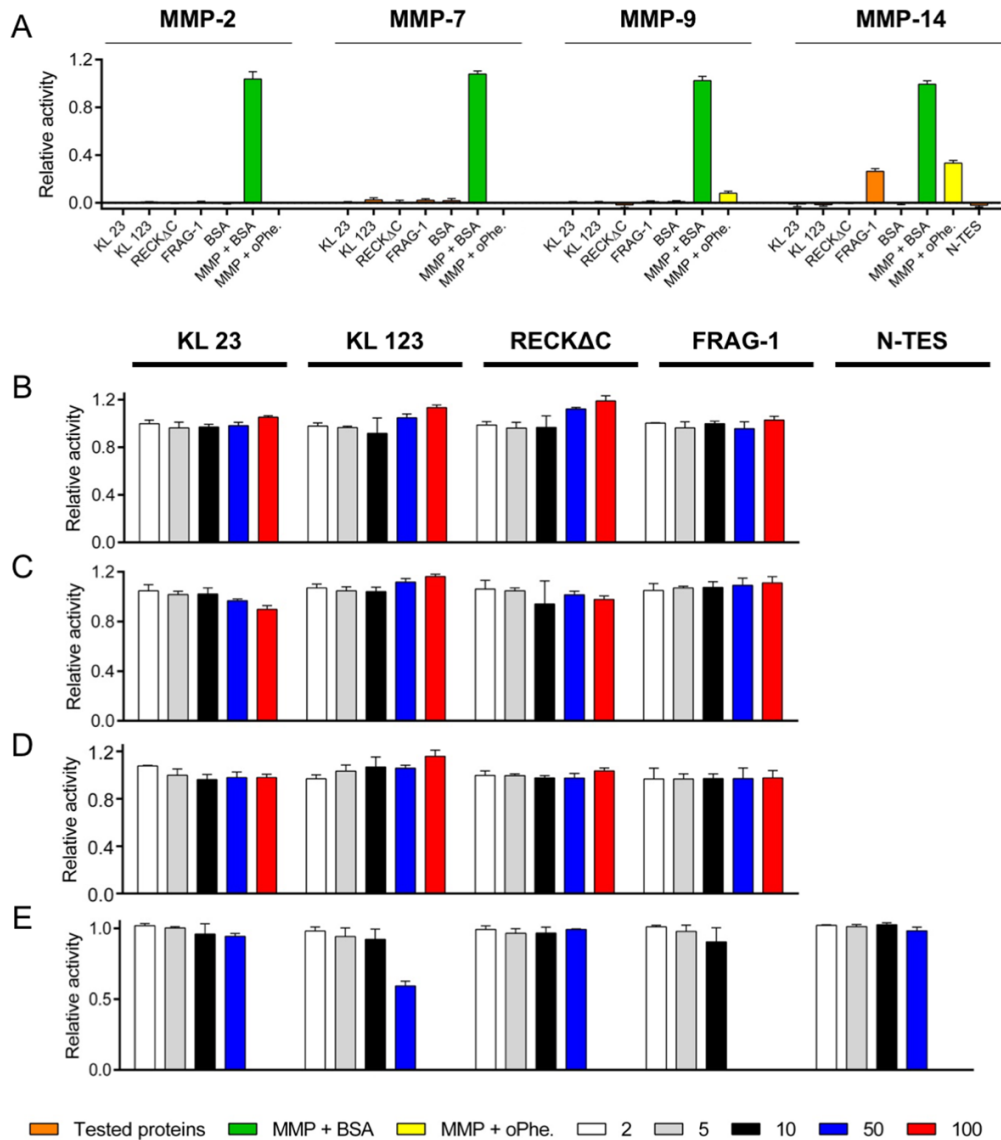 A
MMP-2 MMP-7 MMP-9 MMP-14
Relative activity
1.2
0.8
0.4
0.0
KL 23 KL 123 RECKΔC FRAG-1 BSA MMP + BSA MMP + oPhe. KL 23 KL 123 RECKΔC FRAG-1 BSA MMP + BSA MMP + oPhe. KL 23 KL 123 RECKΔC FRAG-1 BSA MMP + BSA MMP + oPhe. KL 23 KL 123 RECKΔC FRAG-1 BSA MMP + BSA MMP + oPhe. N-TES
KL 23 KL 123 RECKΔC FRAG-1 N-TES
B
Relative activity
1.2
0.8
0.4
0.0
C
Relative activity
1.2
0.8
0.4
0.0
D
Relative activity
1.2
0.8
0.4
0.0
E
Relative activity
1.0
0.5
0.0
Tested proteins MMP + BSA MMP + oPhe. 2 5 10 50 100